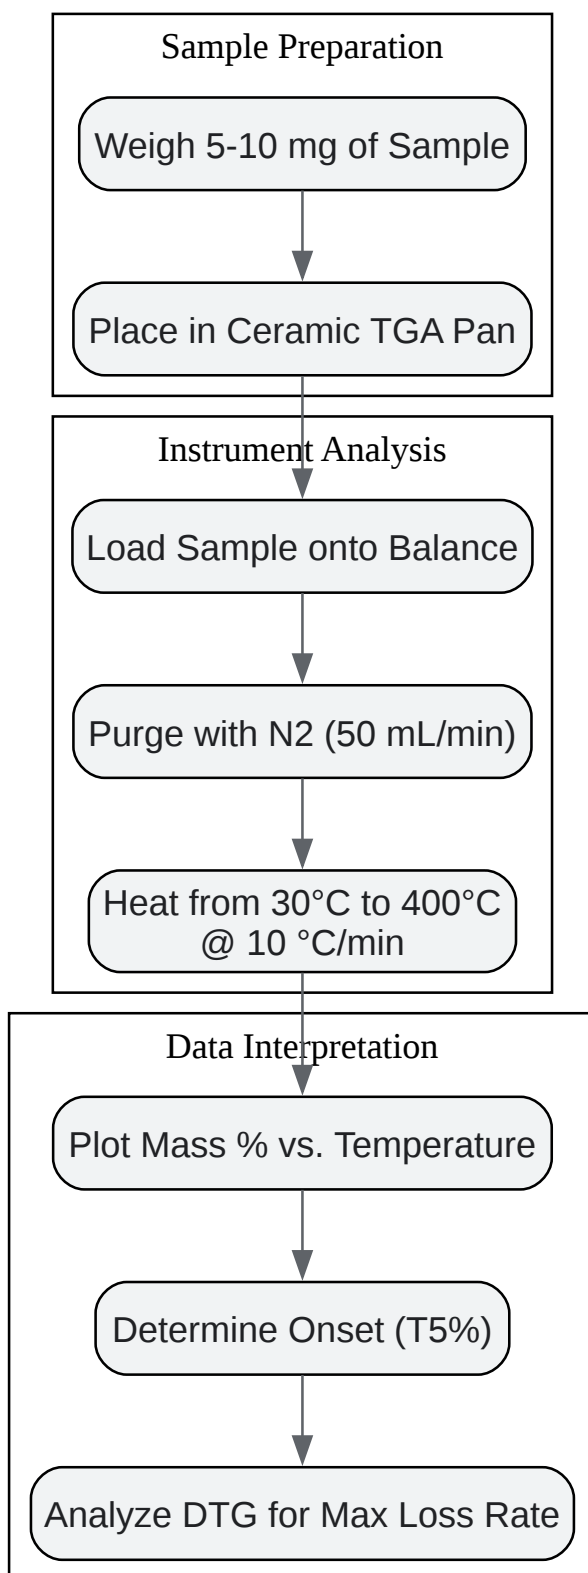 Sample Preparation
Weigh 5-10 mg of Sample
Place in Ceramic TGA Pan
Instrument Analysis
Load Sample onto Balance
Purge with N2 (50 mL/min)
Heat from 30°C to 400°C
@ 10 °C/min
Data Interpretation
Plot Mass % vs. Temperature
Determine Onset (T5%)
Analyze DTG for Max Loss Rate